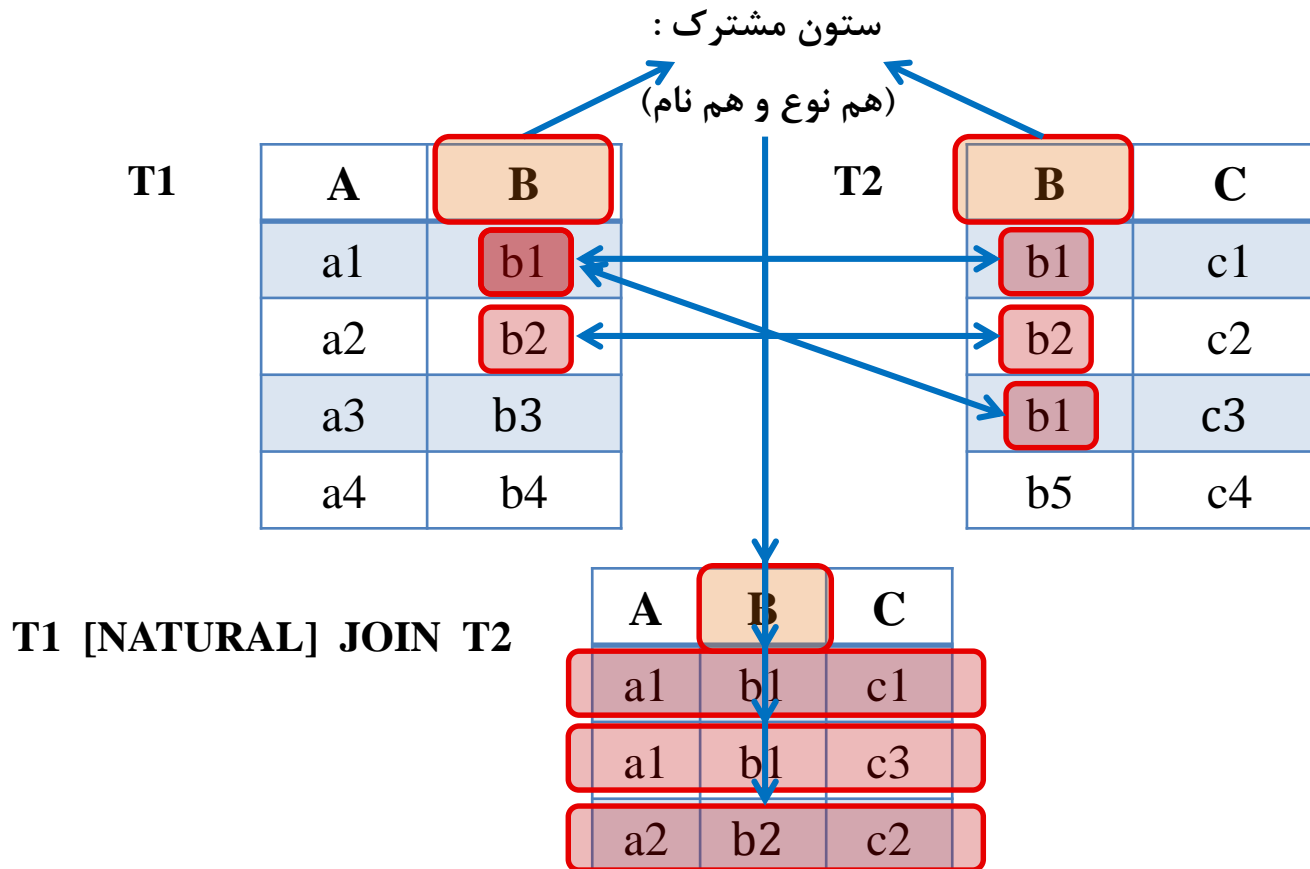 ستون مشترک :
(هم نوع و هم نام)
T1
A B
a1 b1
a2 b2
a3 b3
a4 b4
T2
B C
b1 c1
b2 c2
b1 c3
b5 c4
T1 [NATURAL] JOIN T2
A B C
a1 b1 c1
a1 b1 c3
a2 b2 c2